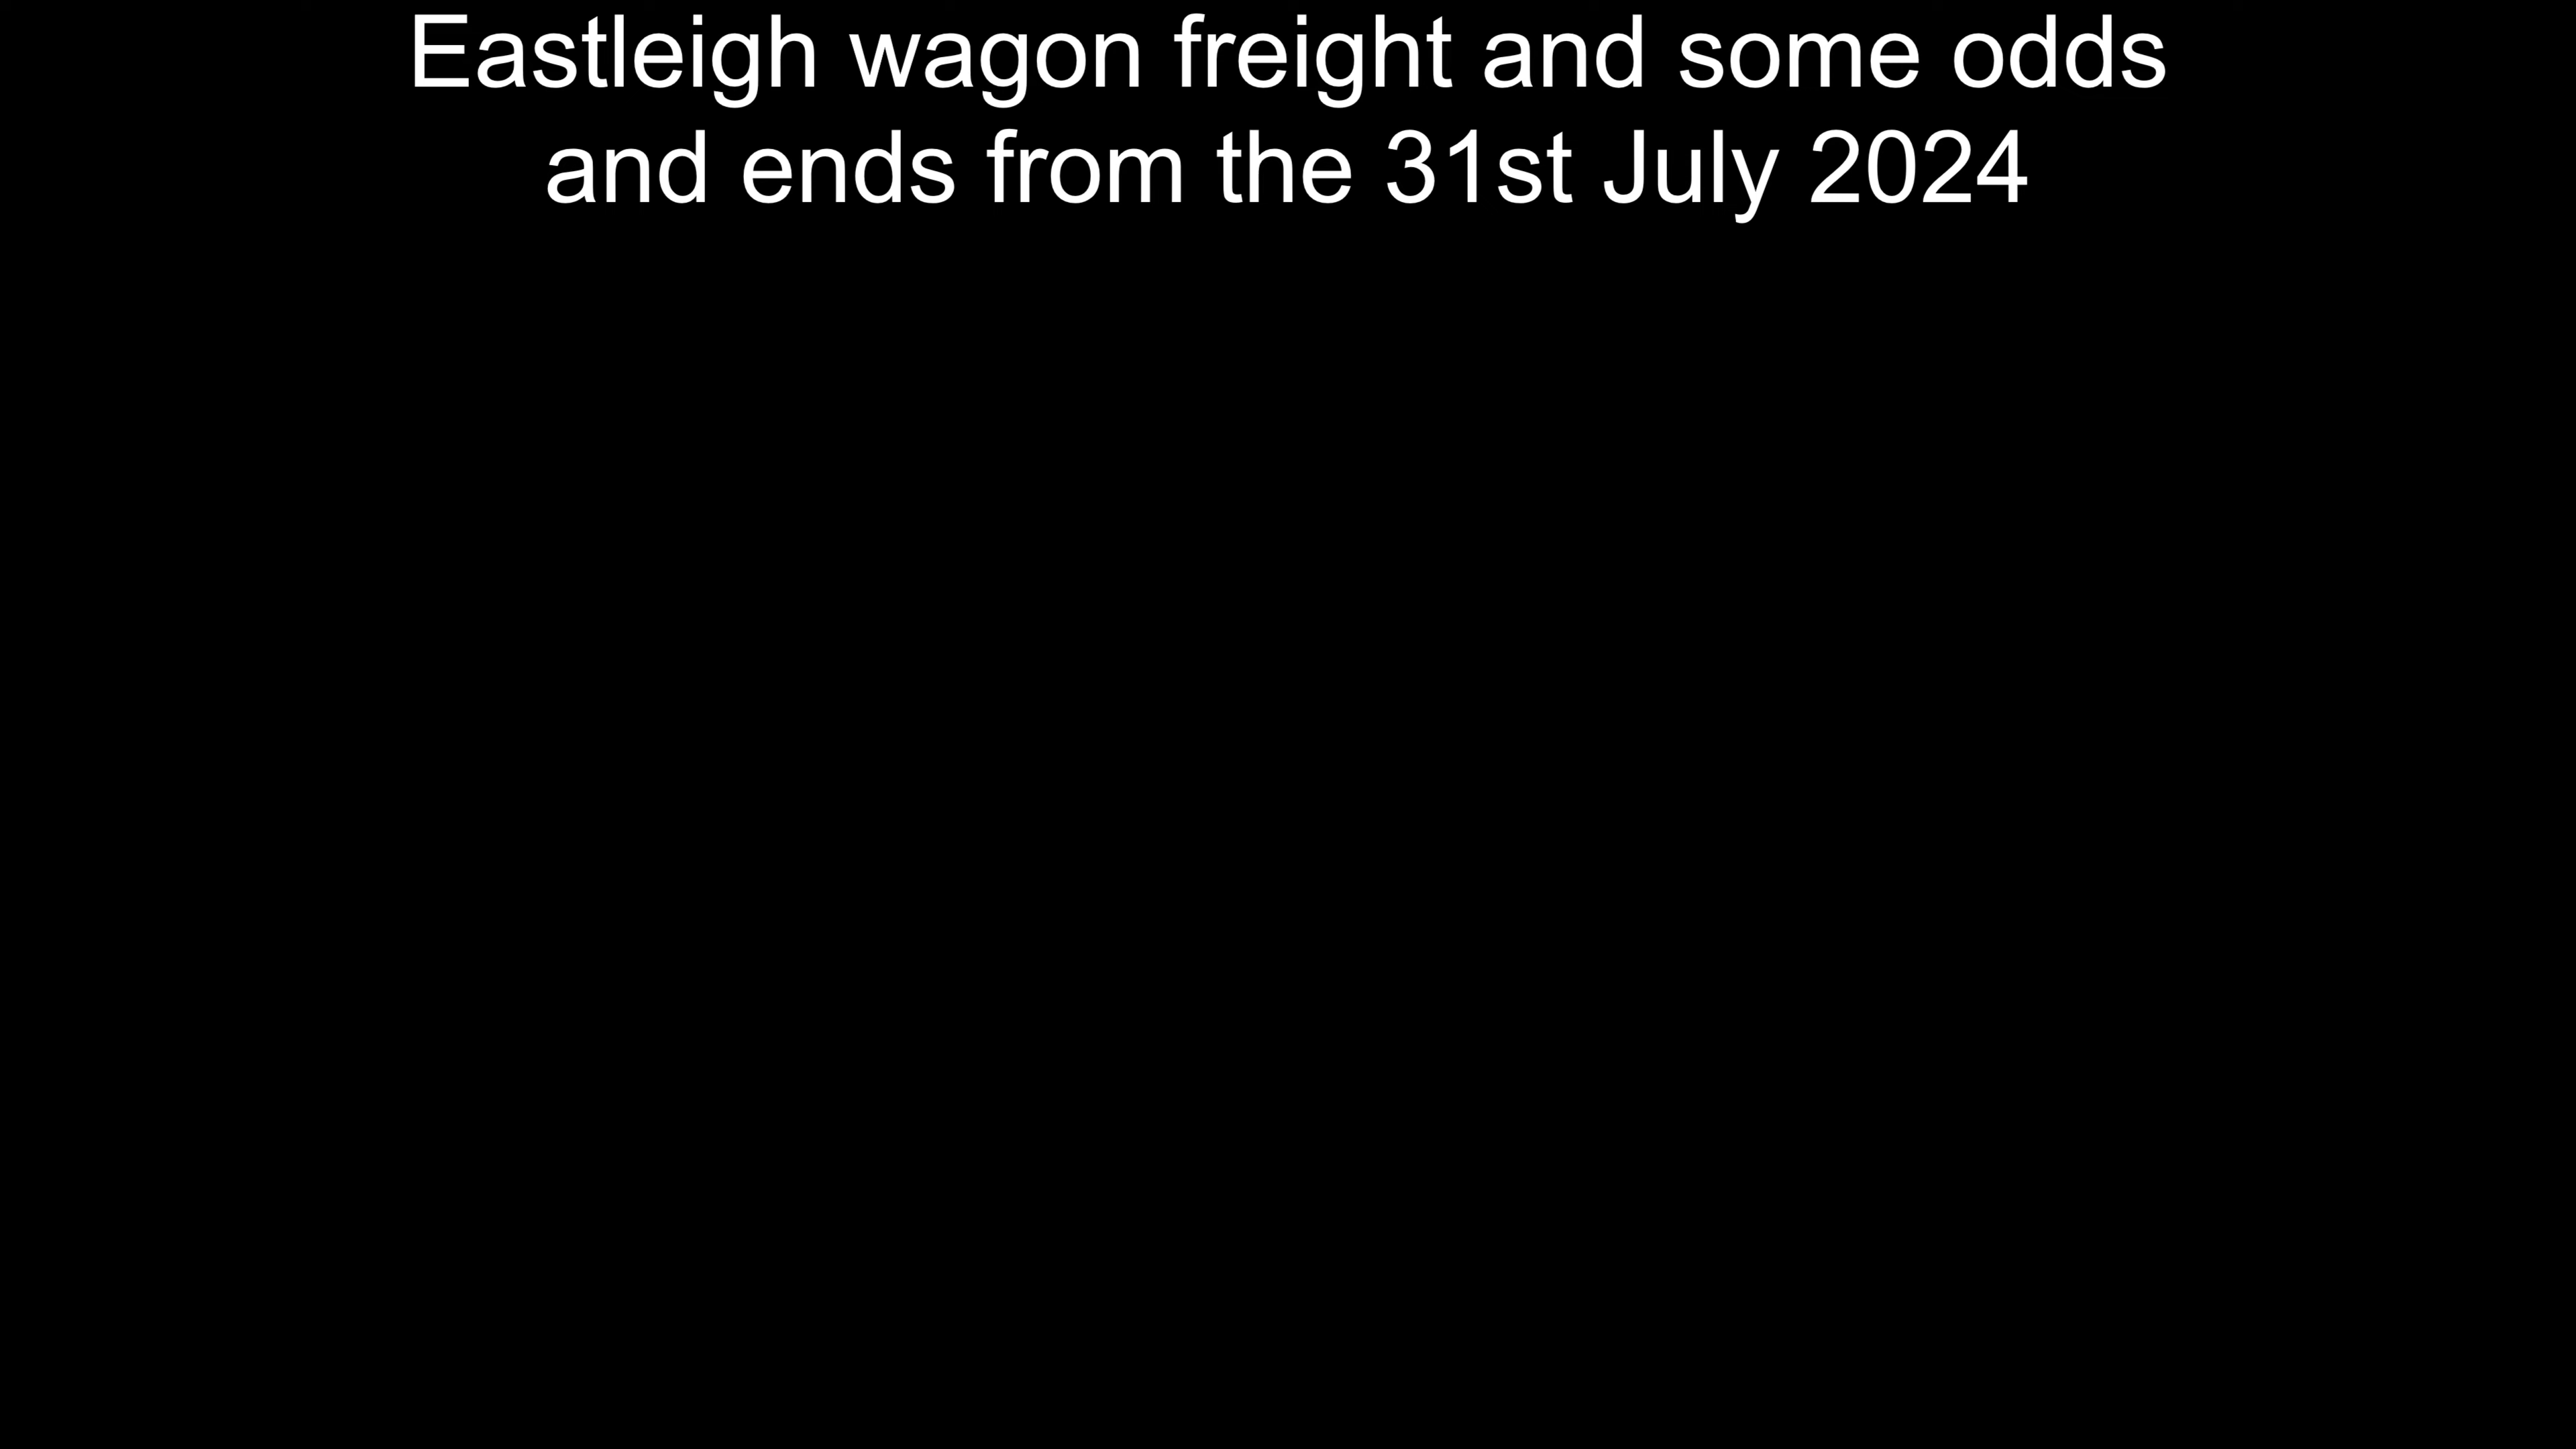 Eastleigh wagon freight and some odds
and ends from the 31st July 2024